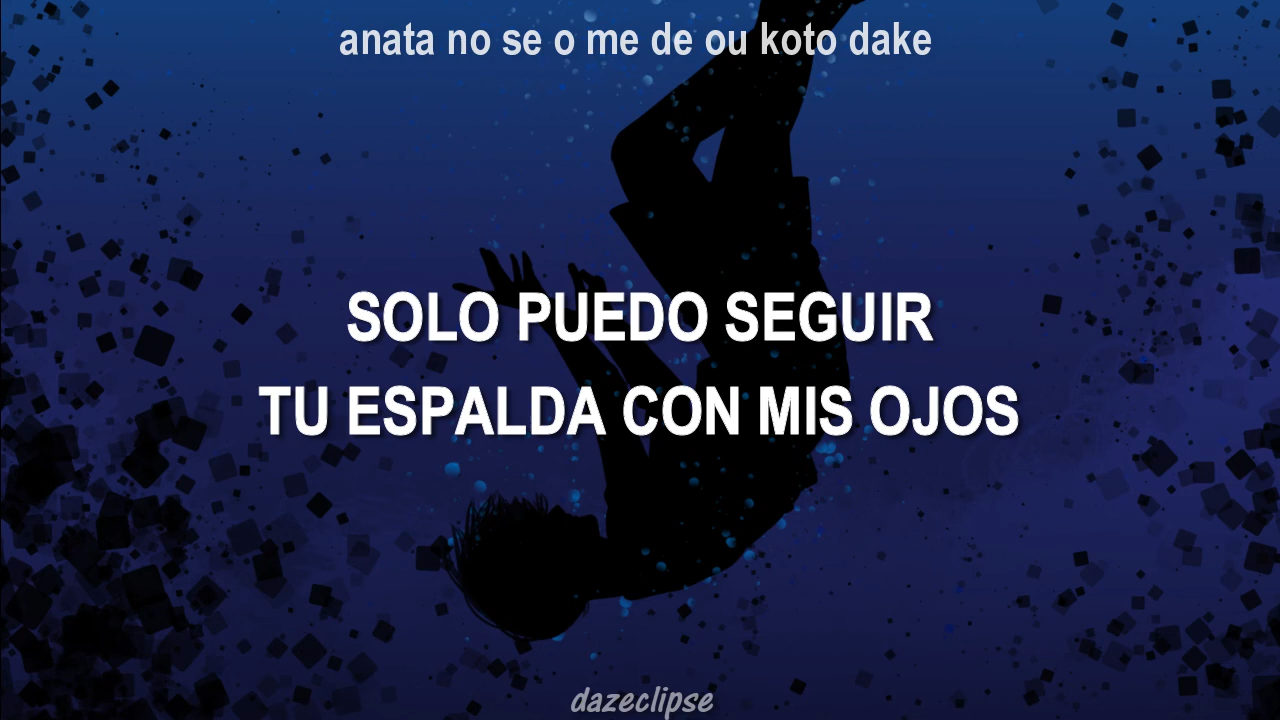 anata no se o me de ou koto dake
SOLO PUEDO SEGUIR
TU ESPALDA CON MIS OJOS
dazeclipse